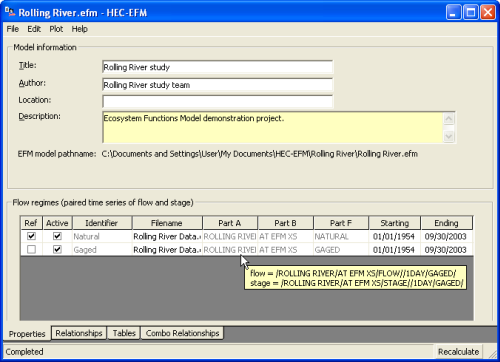 Rolling River.efm - HEC-EFM
File Edit Plot Help
Model information
Title: Rolling River study
Author: Rolling River study team
Location:
Description: Ecosystem Functions Model demonstration project.
EFM model pathname: C:\Documents and Settings\User\My Documents\HEC-EFM\Rolling River\Rolling River.efm
Flow regimes (paired time series of flow and stage)
Ref Active Identifier Filename Part A Part B Part F Starting Ending
Natural Rolling River Data. ROLLING RIVE AT EFM XS NATURAL 01/01/1954 09/30/2003
Gaged Rolling River Data. ROLLING RIVE AT EFM XS GAGED 01/01/1954 09/30/2003
flow = /ROLLING RIVER/AT EFM XS/FLOW//1DAY/GAGED/
stage = /ROLLING RIVER/AT EFM XS/STAGE//1DAY/GAGED/
Properties Relationships Tables Combo Relationships
Completed Recalculate